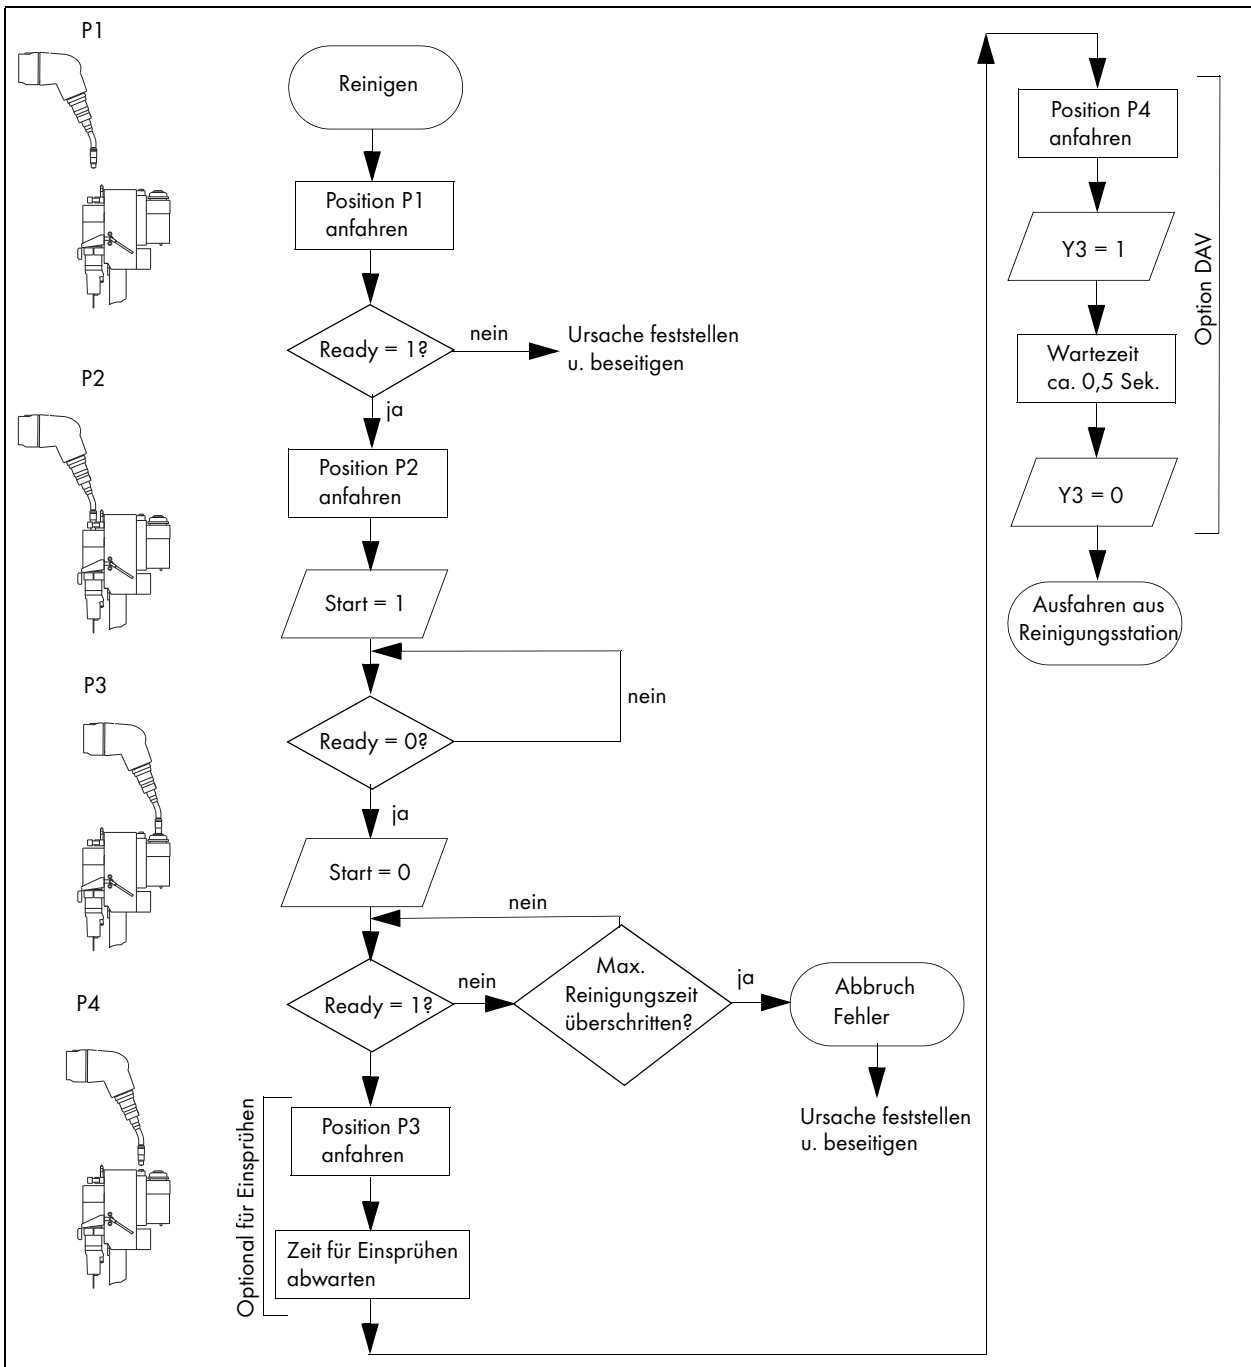 P1
P2
P3
P4
Reinigen
Position P1
anfahren
Ready = 1?
nein
Ursache feststellen
u. beseitigen
ja
Position P2
anfahren
Start = 1
nein
Ready = 0?
ja
Start = 0
nein
Ready = 1?
nein
Max.
Reinigungszeit
überschritten?
ja
Abbruch
Fehler
Ursache feststellen
u. beseitigen
Optional für Einsprühen
Position P3
anfahren
Zeit für Einsprühen
abwarten
Position P4
anfahren
Y3 = 1
Wartezeit
ca. 0,5 Sek.
Y3 = 0
Option DAV
Ausfahren aus
Reinigungsstation